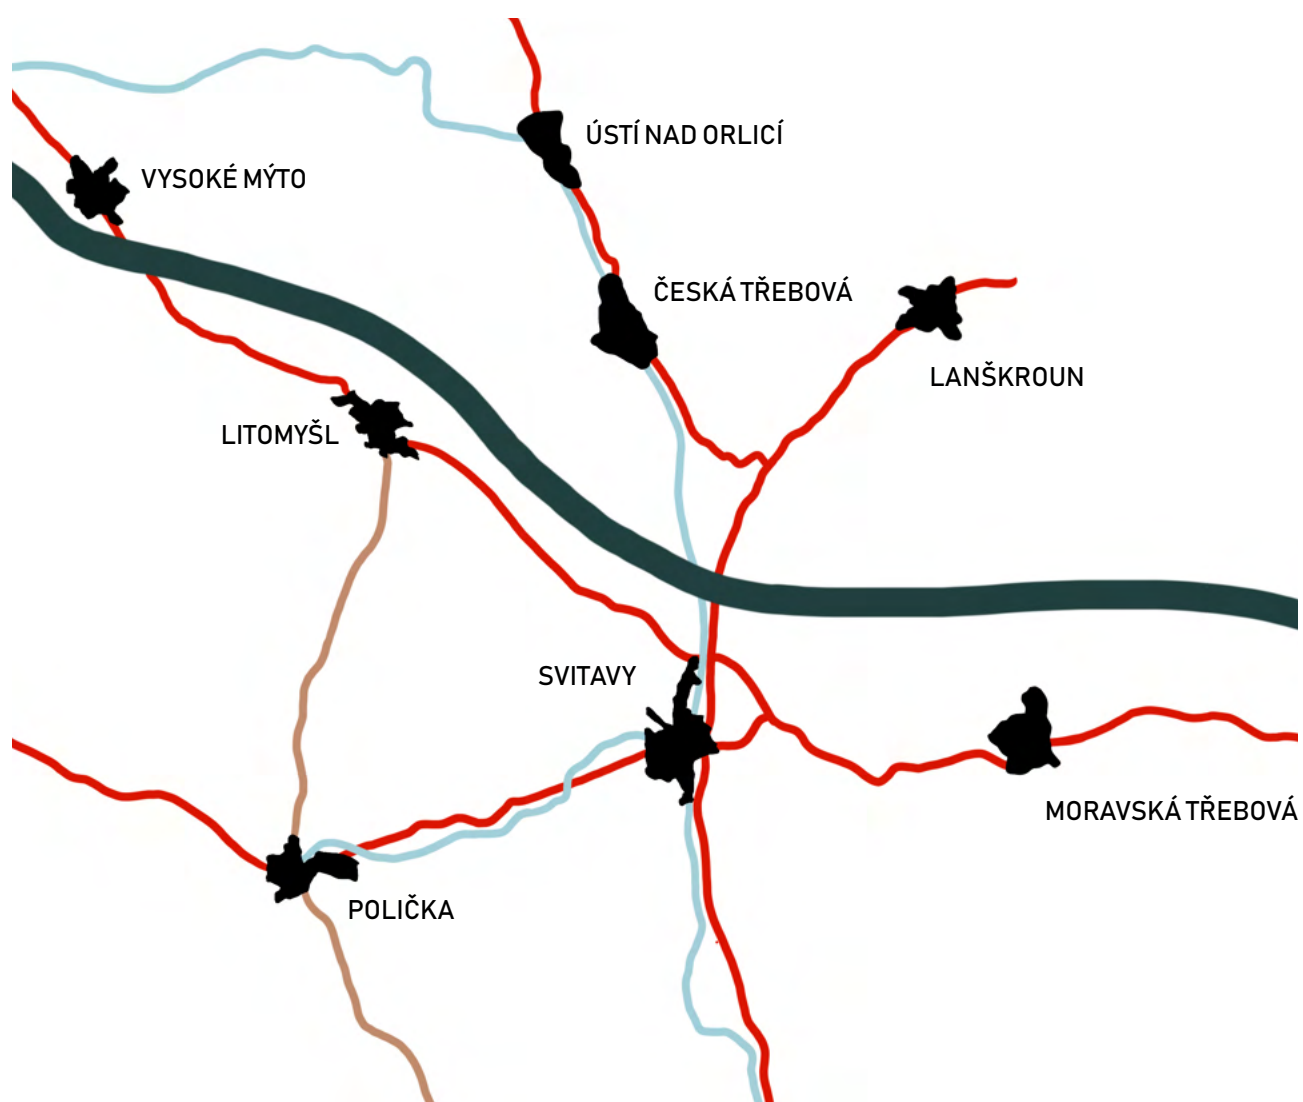 ÚSTÍ NAD ORLICÍ
VYSOKÉ MÝTO
ČESKÁ TŘEBOVÁ
LANŠKROUN
LITOMYŠL
SVITAVY
MORAVSKÁ TŘEBOVÁ
POLIČKA